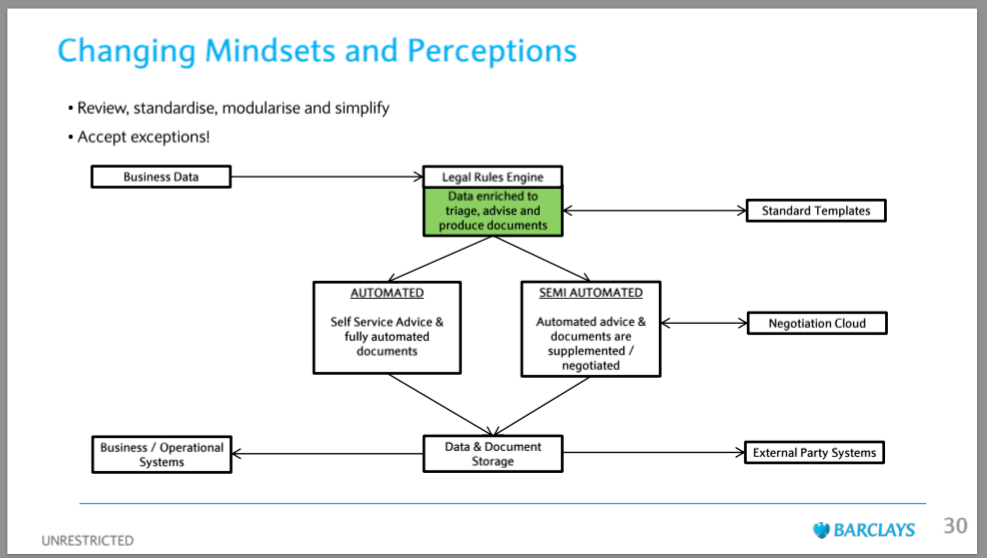 Changing Mindsets and Perceptions
• Review, standardise, modularise and simplify
• Accept exceptions!
Business Data
Legal Rules Engine
Data enriched to
triage, advise and
produce documents
Standard Templates
AUTOMATED
Self Service Advice &
fully automated
documents
SEMI AUTOMATED
Automated advice &
documents are
supplemented /
negotiated
Negotiation Cloud
Business / Operational
Systems
Data & Document
Storage
External Party Systems
UNRESTRICTED
BARCLAYS
30